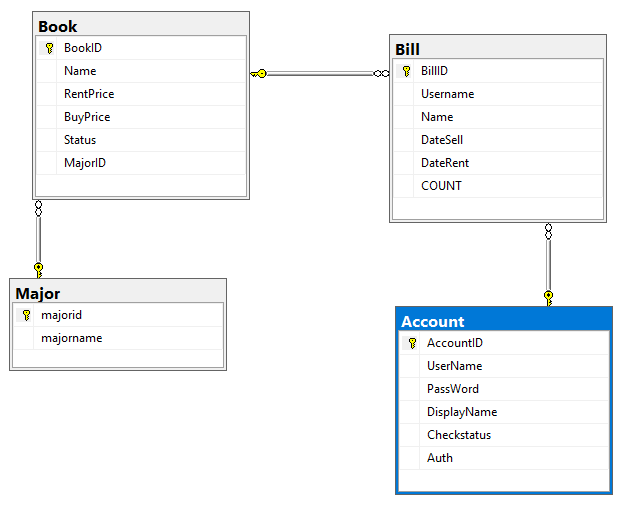 Book
BookID
Name
RentPrice
BuyPrice
Status
MajorID
Bill
BillID
Username
Name
DateSell
DateRent
COUNT
Major
majorid
majorname
Account
AccountID
UserName
PassWord
DisplayName
Checkstatus
Auth